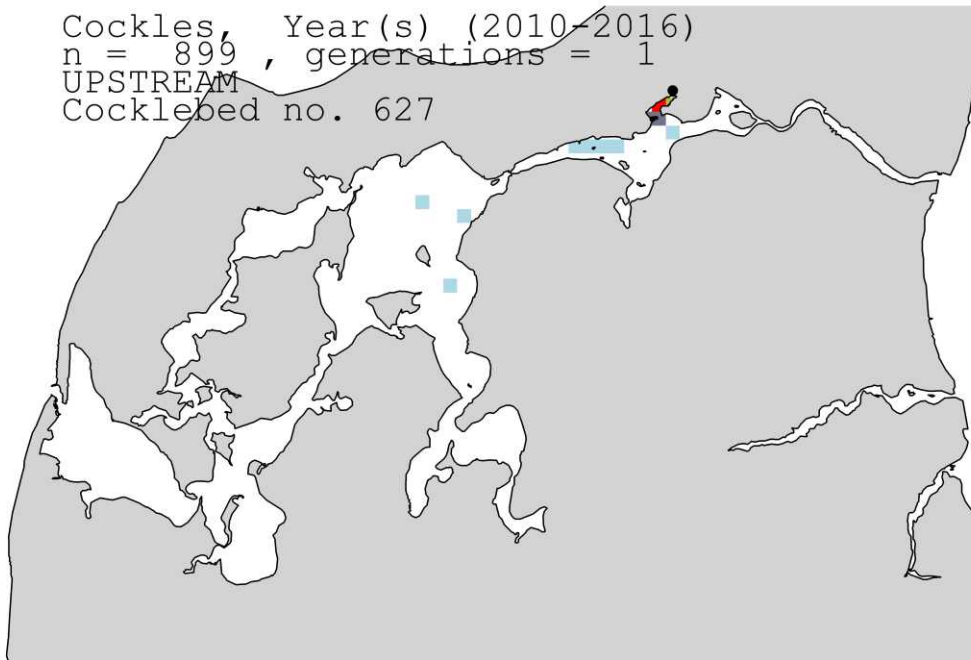 Cockles, Year(s) (2010-2016)
n = 899 , generations = 1
UPSTREAM
Cocklebed no. 627